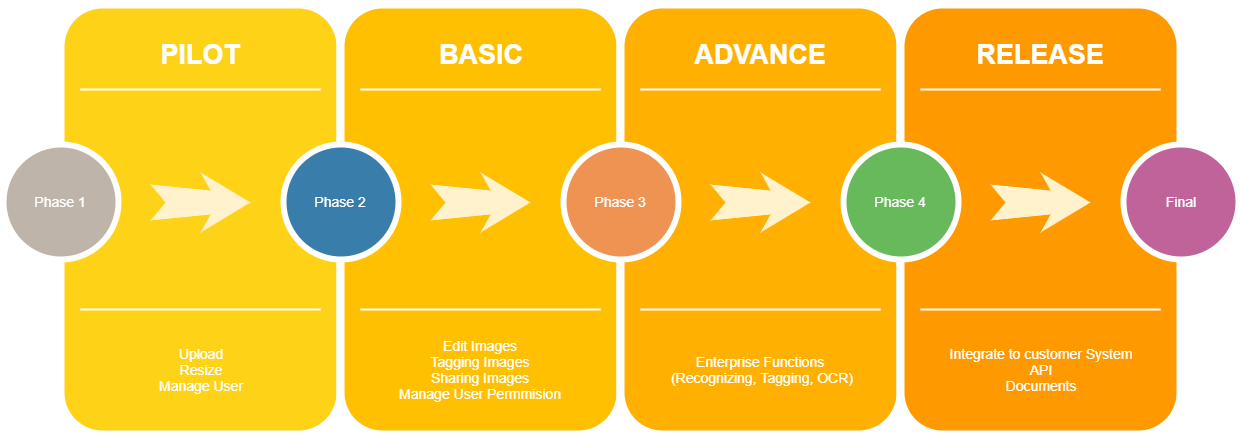 PILOT
BASIC
ADVANCE
RELEASE
Phase 1
Phase 2
Phase 3
Phase 4
Final
Upload
Resize
Manage User
Edit Images
Tagging Images
Sharing Images
Manage User Permmision
Enterprise Functions
(Recognizing, Tagging, OCR)
Integrate to customer System
API
Documents